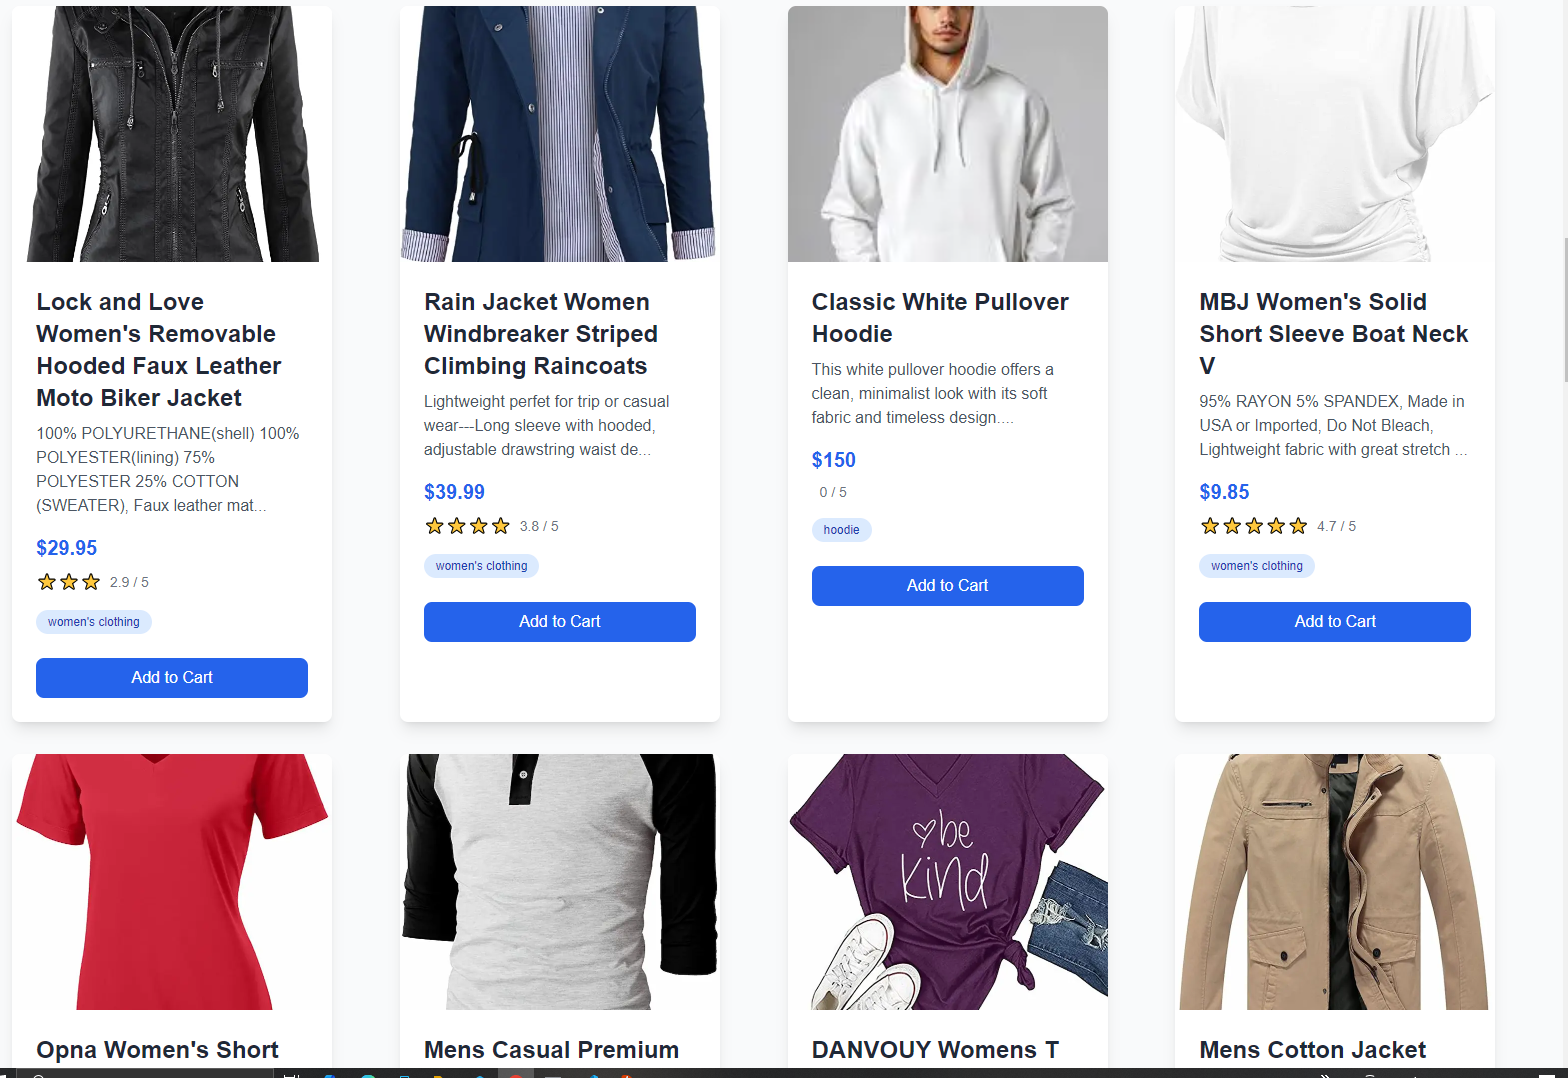 Lock and Love
Women's Removable
Hooded Faux Leather
Moto Biker Jacket
100% POLYURETHANE(shell) 100%
POLYESTER(lining) 75%
POLYESTER 25% COTTON
(SWEATER), Faux leather mat...
$29.95
2.9 / 5
women's clothing
Add to Cart
Rain Jacket Women
Windbreaker Striped
Climbing Raincoats
Lightweight perfet for trip or casual
wear---Long sleeve with hooded,
adjustable drawstring waist de...
$39.99
3.8 / 5
women's clothing
Add to Cart
Classic White Pullover
Hoodie
This white pullover hoodie offers a
clean, minimalist look with its soft
fabric and timeless design....
$150
0 / 5
hoodie
Add to Cart
MBJ Women's Solid
Short Sleeve Boat Neck
V
95% RAYON 5% SPANDEX, Made in
USA or Imported, Do Not Bleach,
Lightweight fabric with great stretch ...
$9.85
4.7 / 5
women's clothing
Add to Cart
Opna Women's Short
Mens Casual Premium
be
kind
DANVOUY Womens T
Mens Cotton Jacket